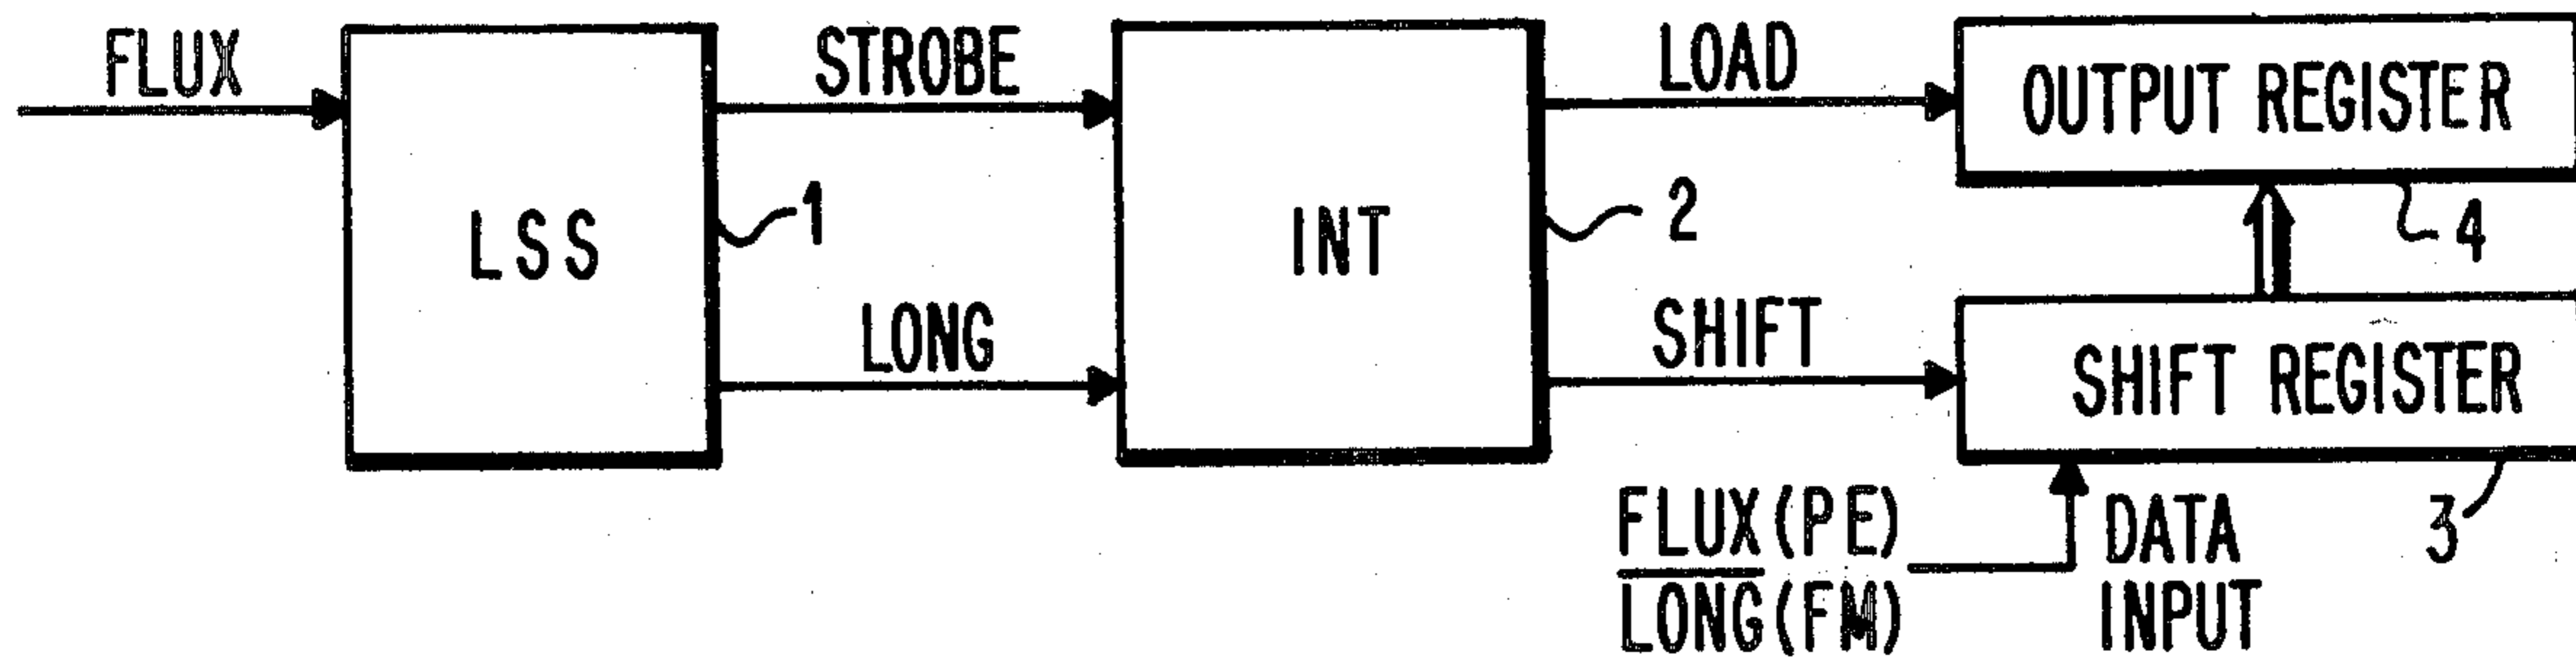 FLUX
LSS
1
STROBE
LONG
INT
2
LOAD
SHIFT
OUTPUT REGISTER
4
SHIFT REGISTER
3
FLUX(PE)
L̅O̅N̅G̅(FM)
DATA
INPUT